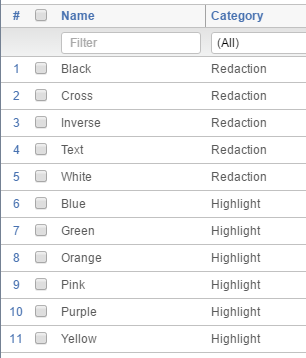 # Name Category
Filter (All)
1 Black Redaction
2 Cross Redaction
3 Inverse Redaction
4 Text Redaction
5 White Redaction
6 Blue Highlight
7 Green Highlight
8 Orange Highlight
9 Pink Highlight
10 Purple Highlight
11 Yellow Highlight